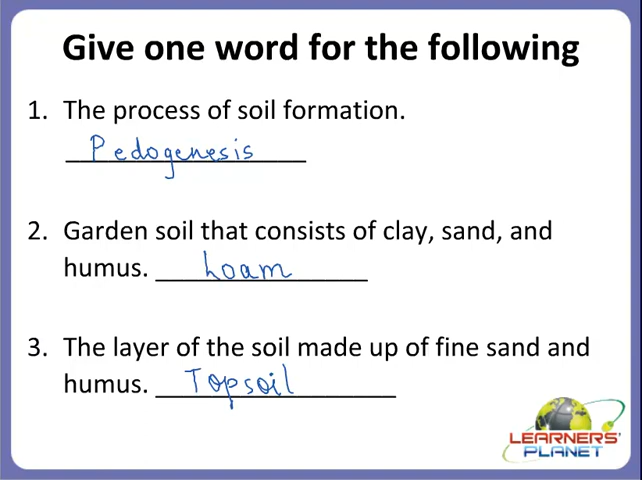 Give one word for the following
1. The process of soil formation.
Pedogenesis
2. Garden soil that consists of clay, sand, and
humus. Loam
3. The layer of the soil made up of fine sand and
humus. Topsoil
LEARNERS'
PLANET